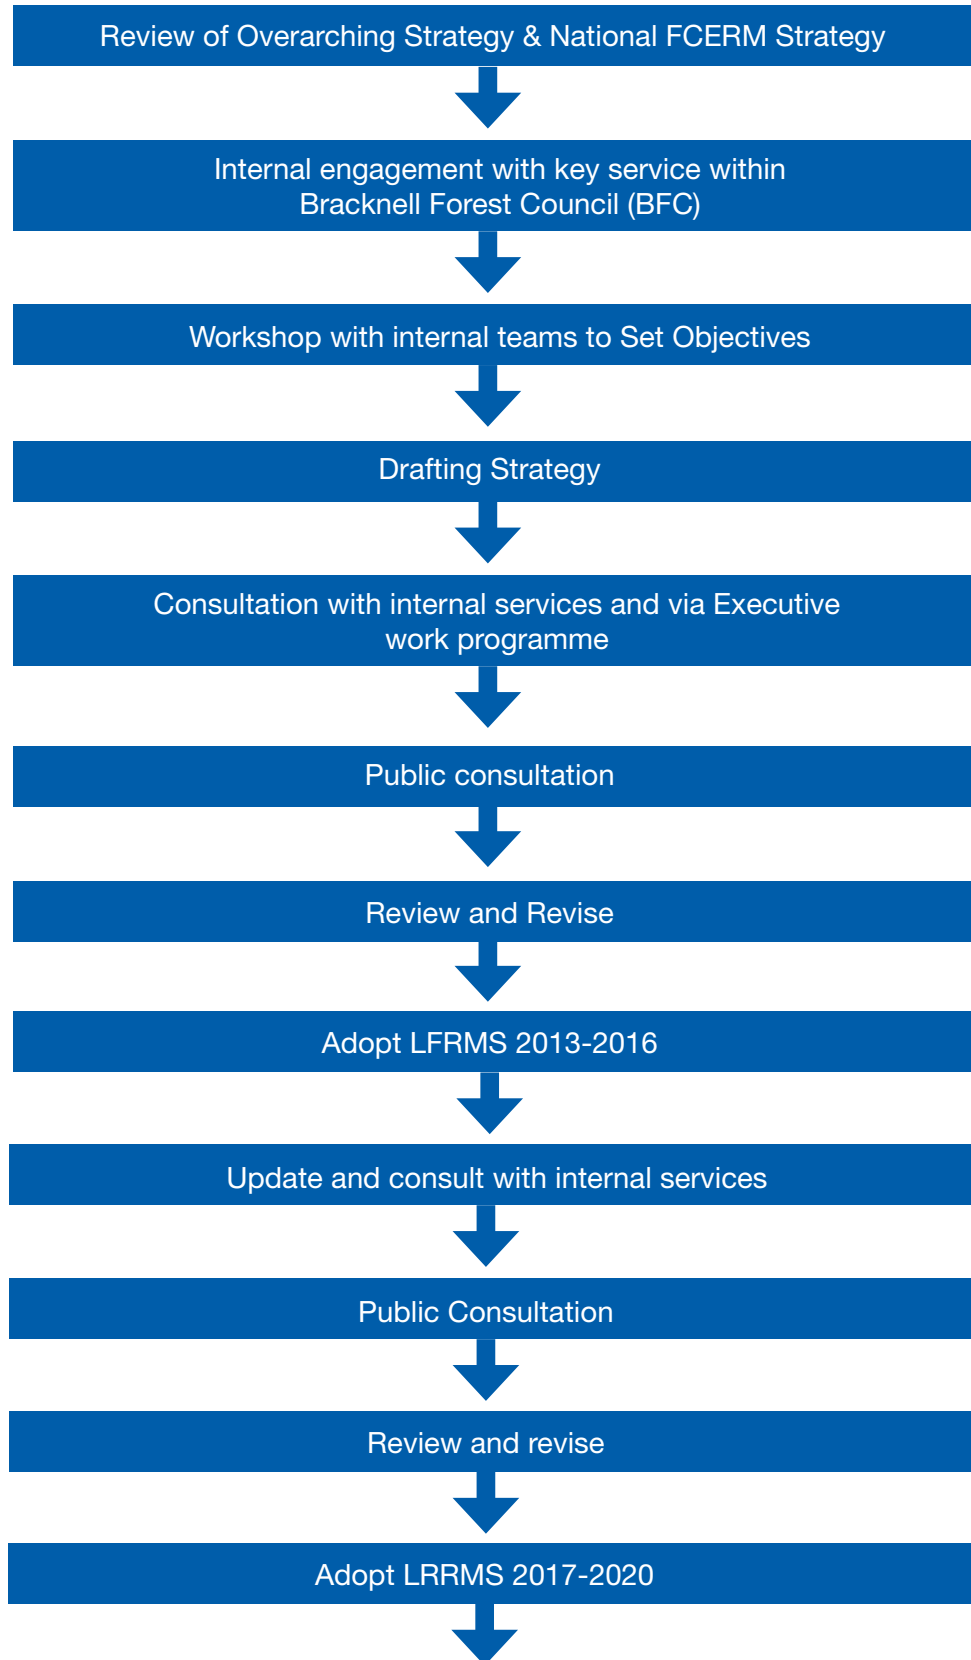 Review of Overarching Strategy & National FCERM Strategy
Internal engagement with key service within
Bracknell Forest Council (BFC)
Workshop with internal teams to Set Objectives
Drafting Strategy
Consultation with internal services and via Executive
work programme
Public consultation
Review and Revise
Adopt LFRMS 2013-2016
Update and consult with internal services
Public Consultation
Review and revise
Adopt LRRMS 2017-2020